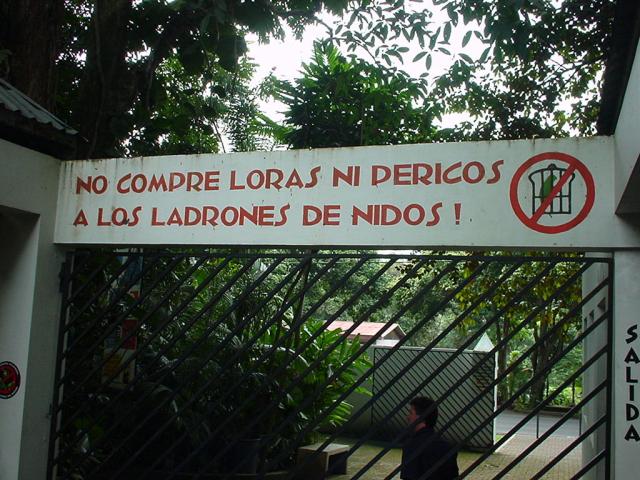 NO COMPRE LORAS NI PERICOS
A LOS LADRONES DE NIDOS !
SALIDA